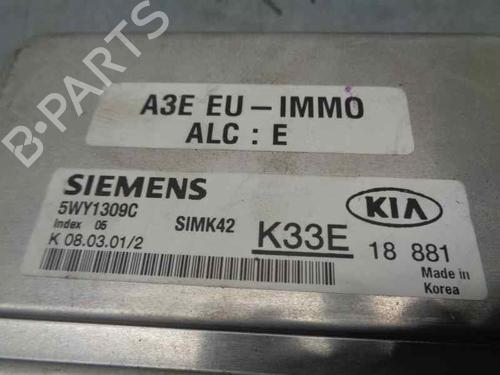 B-PARTS
A3E EU-IMMO
ALC : E
SIEMENS
5WY1309C
Index 05
SIMK42
K 08.03.01/2
K33E
KIA
18 881
Made in
Korea